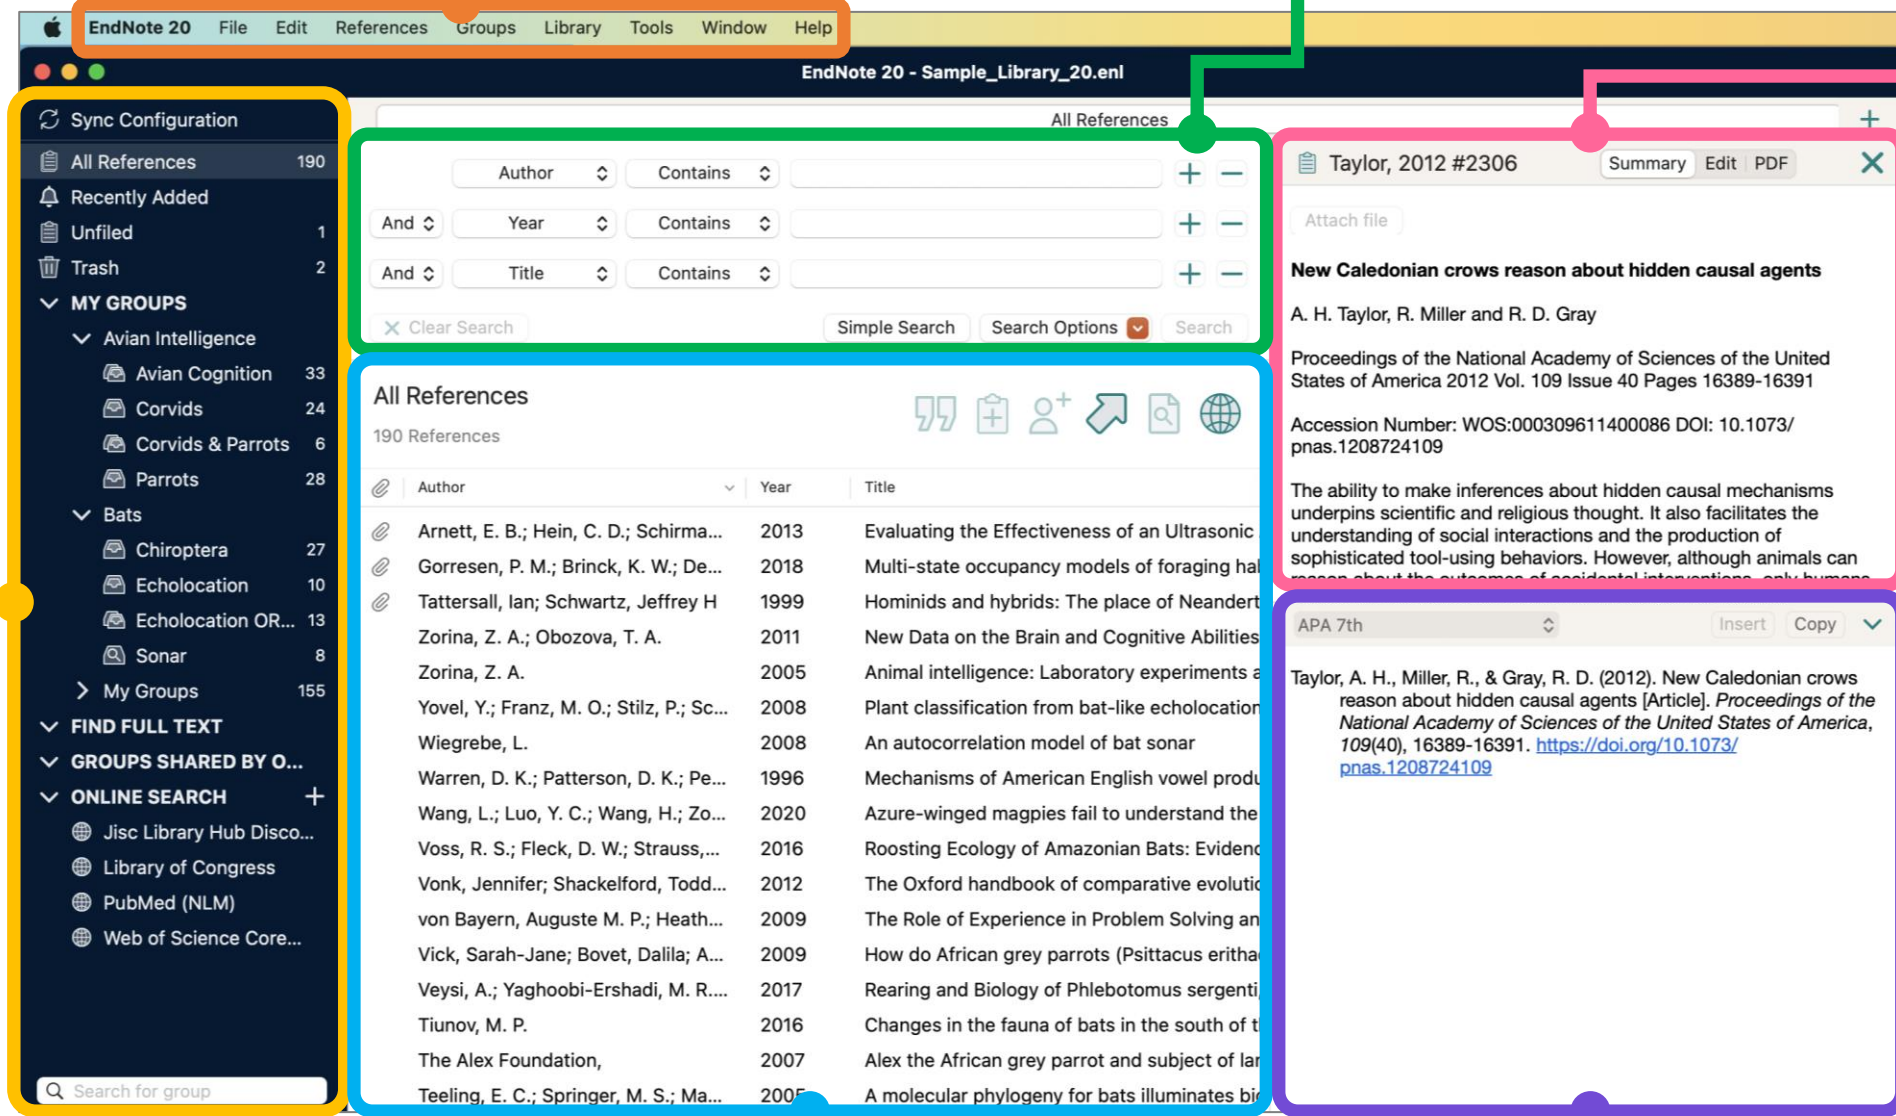 EndNote 20 File Edit References Groups Library Tools Window Help
EndNote 20 - Sample_Library_20.enl
Sync Configuration
All References 190
Recently Added
Unfiled 1
Trash 2
MY GROUPS
Avian Intelligence
Avian Cognition 33
Corvids 24
Corvids & Parrots 6
Parrots 28
Bats
Chiroptera 27
Echolocation 10
Echolocation OR... 13
Sonar 8
My Groups 155
FIND FULL TEXT
GROUPS SHARED BY O...
ONLINE SEARCH +
Jisc Library Hub Disco...
Library of Congress
PubMed (NLM)
Web of Science Core...
Search for group
All References +
Author Contains + −
And Year Contains + −
And Title Contains + −
Clear Search Simple Search Search Options Search
All References
190 References
Author Year Title
Arnett, E. B.; Hein, C. D.; Schirma... 2013 Evaluating the Effectiveness of an Ultrasonic
Gorresen, P. M.; Brinck, K. W.; De... 2018 Multi-state occupancy models of foraging
Tattersall, Ian; Schwartz, Jeffrey H 1999 Hominids and hybrids: The place of Neandert
Zorina, Z. A.; Obozova, T. A. 2011 New Data on the Brain and Cognitive Abilities
Zorina, Z. A. 2005 Animal intelligence: Laboratory experiments
Yovel, Y.; Franz, M. O.; Stilz, P.; Sc... 2008 Plant classification from bat-like echolocation
Wiegrebe, L. 2008 An autocorrelation model of bat sonar
Warren, D. K.; Patterson, D. K.; Pe... 1996 Mechanisms of American English vowel produ
Wang, L.; Luo, Y. C.; Wang, H.; Zo... 2020 Azure-winged magpies fail to understand the
Voss, R. S.; Fleck, D. W.; Strauss,... 2016 Roosting Ecology of Amazonian Bats: Evidenc
Vonk, Jennifer; Shackelford, Todd... 2012 The Oxford handbook of comparative evolutio
von Bayern, Auguste M. P.; Heath... 2009 The Role of Experience in Problem Solving an
Vick, Sarah-Jane; Bovet, Dalila; A... 2009 How do African grey parrots (Psittacus eritha
Veysi, A.; Yaghoobi-Ershadi, M. R.... 2017 Rearing and Biology of Phlebotomus sergenti,
Tiunov, M. P. 2016 Changes in the fauna of bats in the south of t
The Alex Foundation, 2007 Alex the African grey parrot and subject of lan
Teeling, E. C.; Springer, M. S.; Ma... 2005 A molecular phylogeny for bats illuminates bi
Taylor, 2012 #2306 Summary Edit PDF
Attach file
New Caledonian crows reason about hidden causal agents
A. H. Taylor, R. Miller and R. D. Gray
Proceedings of the National Academy of Sciences of the United
States of America 2012 Vol. 109 Issue 40 Pages 16389-16391
Accession Number: WOS:000309611400086 DOI: 10.1073/
pnas.1208724109
The ability to make inferences about hidden causal mechanisms
underpins scientific and religious thought. It also facilitates the
understanding of social interactions and the production of
sophisticated tool-using behaviors. However, although animals can
reason about the outcomes of accidental interventions, only humans
APA 7th Insert Copy
Taylor, A. H., Miller, R., & Gray, R. D. (2012). New Caledonian crows
reason about hidden causal agents [Article]. Proceedings of the
National Academy of Sciences of the United States of America,
109(40), 16389-16391. https://doi.org/10.1073/
pnas.1208724109